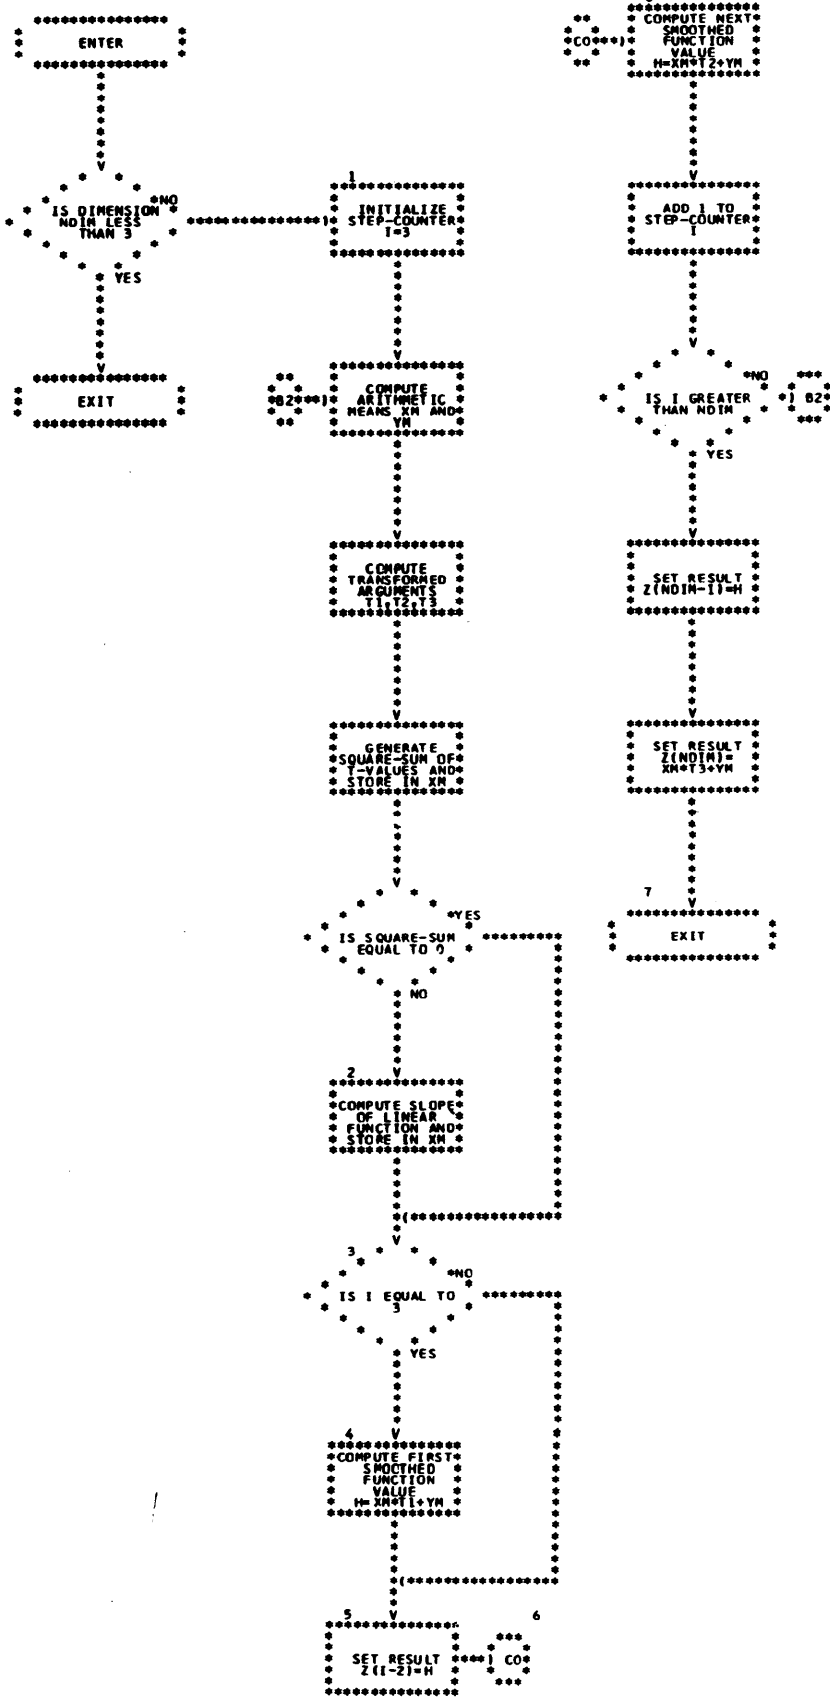 ENTER
IS DIMENSION
NDIM LESS
THAN 3
NO
YES
EXIT
1
INITIALIZE
STEP-COUNTER
I=3
B2
COMPUTE
ARITHMETIC
MEANS XM AND
YM
COMPUTE
TRANSFORMED
ARGUMENTS
T1,T2,T3
GENERATE
SQUARE-SUM OF
T-VALUES AND
STORE IN XM
IS SQUARE-SUM
EQUAL TO 0
YES
NO
2
COMPUTE SLOPE
OF LINEAR
FUNCTION AND
STORE IN XM
3
IS I EQUAL TO
3
NO
YES
4
COMPUTE FIRST
SMOOTHED
FUNCTION
VALUE
H=XM*T1+YM
5
SET RESULT
Z(I-2)=H
6
C0
C0
COMPUTE NEXT
SMOOTHED
FUNCTION
VALUE
H=XM*T2+YM
ADD 1 TO
STEP-COUNTER
I
IS I GREATER
THAN NDIM
NO
B2
YES
SET RESULT
Z(NDIM-1)=H
SET RESULT
Z(NDIM)=
XM*T3+YM
7
EXIT